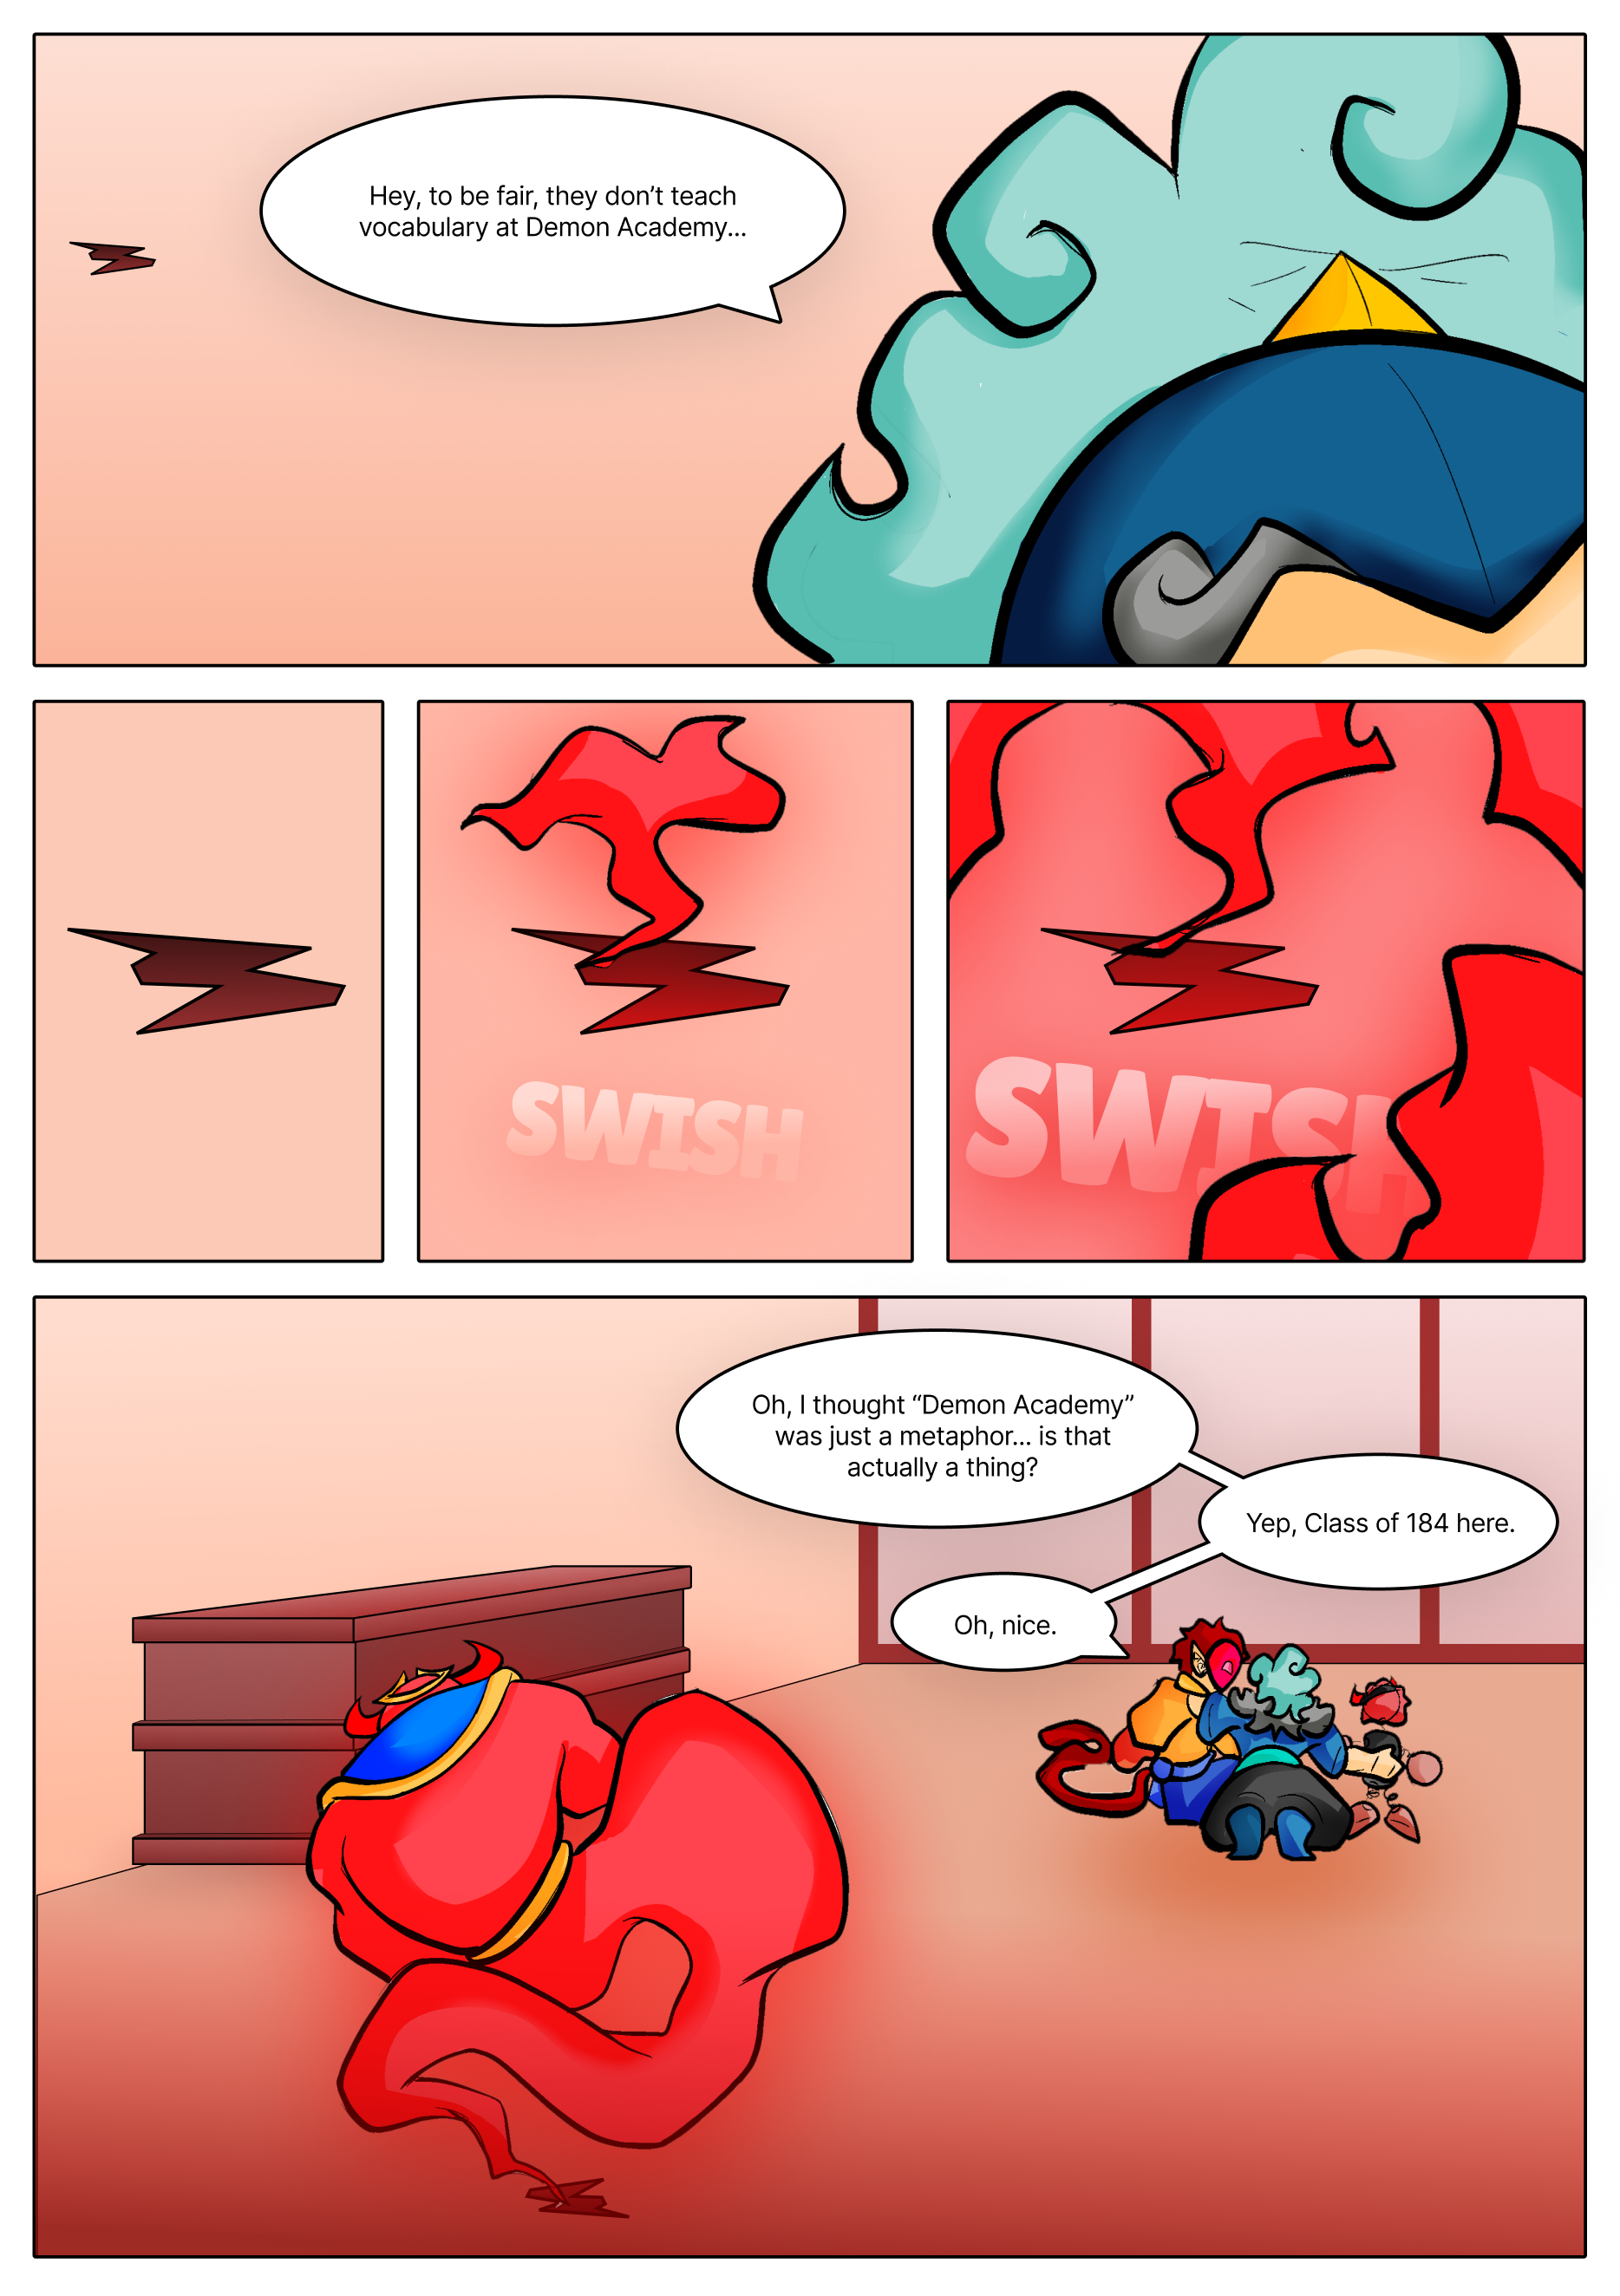 Hey, to be fair, they don’t teach
vocabulary at Demon Academy...
SWISH
SWISH
Oh, I thought “Demon Academy”
was just a metaphor... is that
actually a thing?
Yep, Class of 184 here.
Oh, nice.